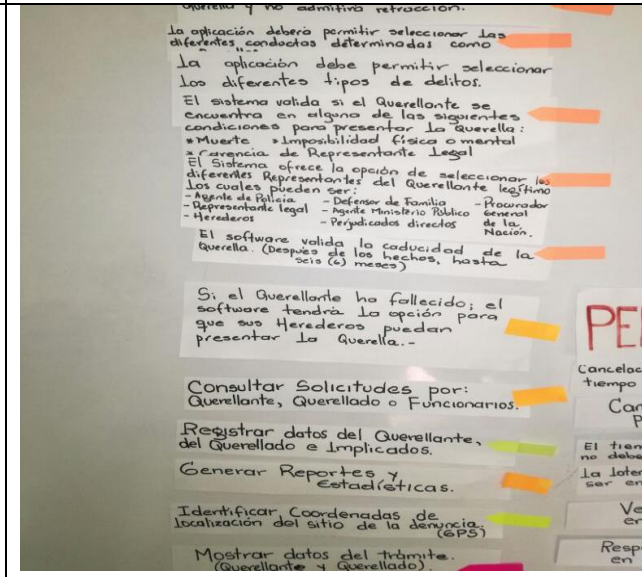 Querella y no admitirá retracción.
La aplicación deberá permitir seleccionar las
diferentes conductas determinadas como
La aplicación debe permitir seleccionar
los diferentes tipos de delitos.
El sistema valida si el Querellante se
encuentra en alguno de las siguientes
condiciones para presentar la Querella:
*Muerte *Imposibilidad física o mental
*Carencia de Representante Legal
El Sistema ofrece la opción de seleccionar los
diferentes Representantes del Querellante legítimo
los cuales pueden ser:
-Agente de Policia -Defensor de Familia -Procurador
-Representante legal -Agente Ministerio Público General
-Herederos -Perjudicados directos de la
Nación.
El software valida la caducidad de la
Querella. (Después de los hechos, hasta
seis (6) meses)
Si el Querellante ha fallecido; el
software tendrá la opción para
que sus Herederos puedan
presentar la Querella.-
Consultar Solicitudes por:
Querellante, Querellado o Funcionarios.
Registrar datos del Querellante,
del Querellado e Implicados.
Generar Reportes y
Estadísticas.
Identificar Coordenadas de
localización del sitio de la denuncia.
(GPS)
Mostrar datos del trámite.
(Querellante y Querellado).
PE
Cancelac
tiempo
Can
P
El tiem
no debe
La laten
ser en
Ve
en
Resp
en